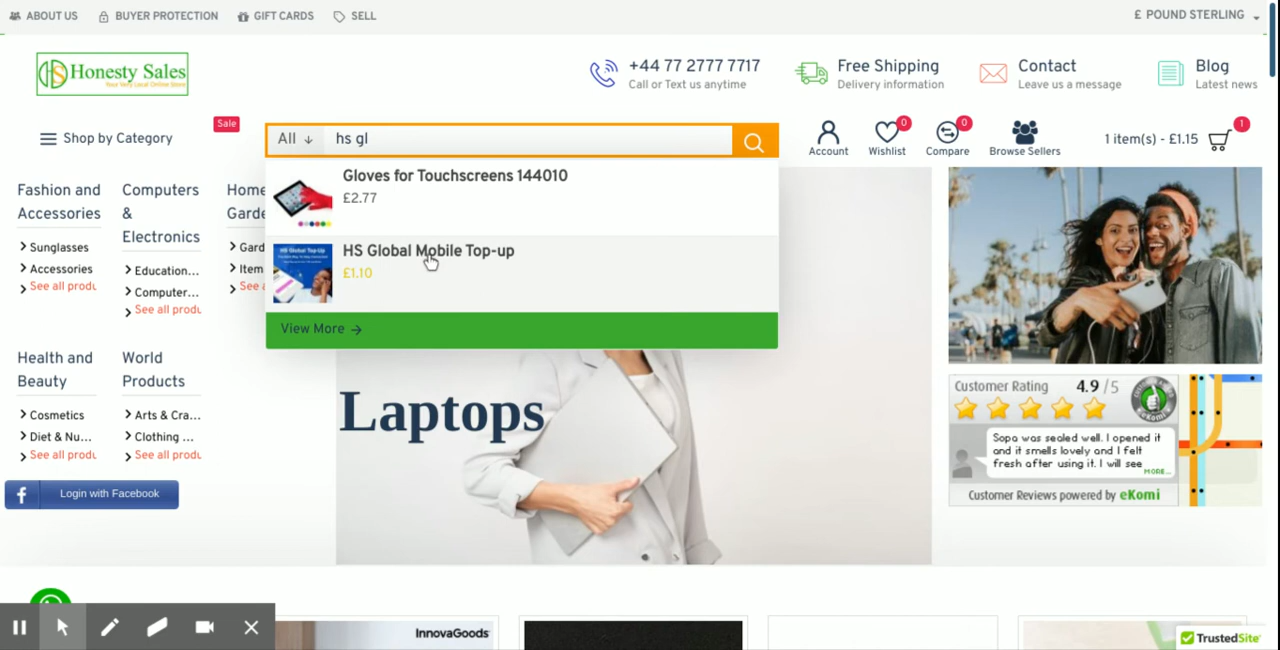 ABOUT US
BUYER PROTECTION
GIFT CARDS
SELL
£ POUND STERLING
Honesty Sales
Your Very Local Online Store
+44 77 2777 7717
Call or Text us anytime
Free Shipping
Delivery information
Contact
Leave us a message
Blog
Latest news
Shop by Category
Sale
All ↓
hs gl
Account
0
Wishlist
0
Compare
Browse Sellers
1 item(s) - £1.15
1
Fashion and
Accessories
Sunglasses
Accessories
See all produ
Computers
&
Electronics
Education...
Computer...
See all produ
Home
Garde
Gard
Item
See a
Gloves for Touchscreens 144010
£2.77
HS Global Mobile Top-up
£1.10
View More →
Health and
Beauty
Cosmetics
Diet & Nu...
See all produ
World
Products
Arts & Cra...
Clothing ...
See all produ
f Login with Facebook
Laptops
Customer Rating 4.9 /5
eKomi
Sopa was sealed well. I opened it
and it smells lovely and I felt
fresh after using it. I will see
MORE...
Customer Reviews powered by eKomi
InnovaGoods
TrustedSite